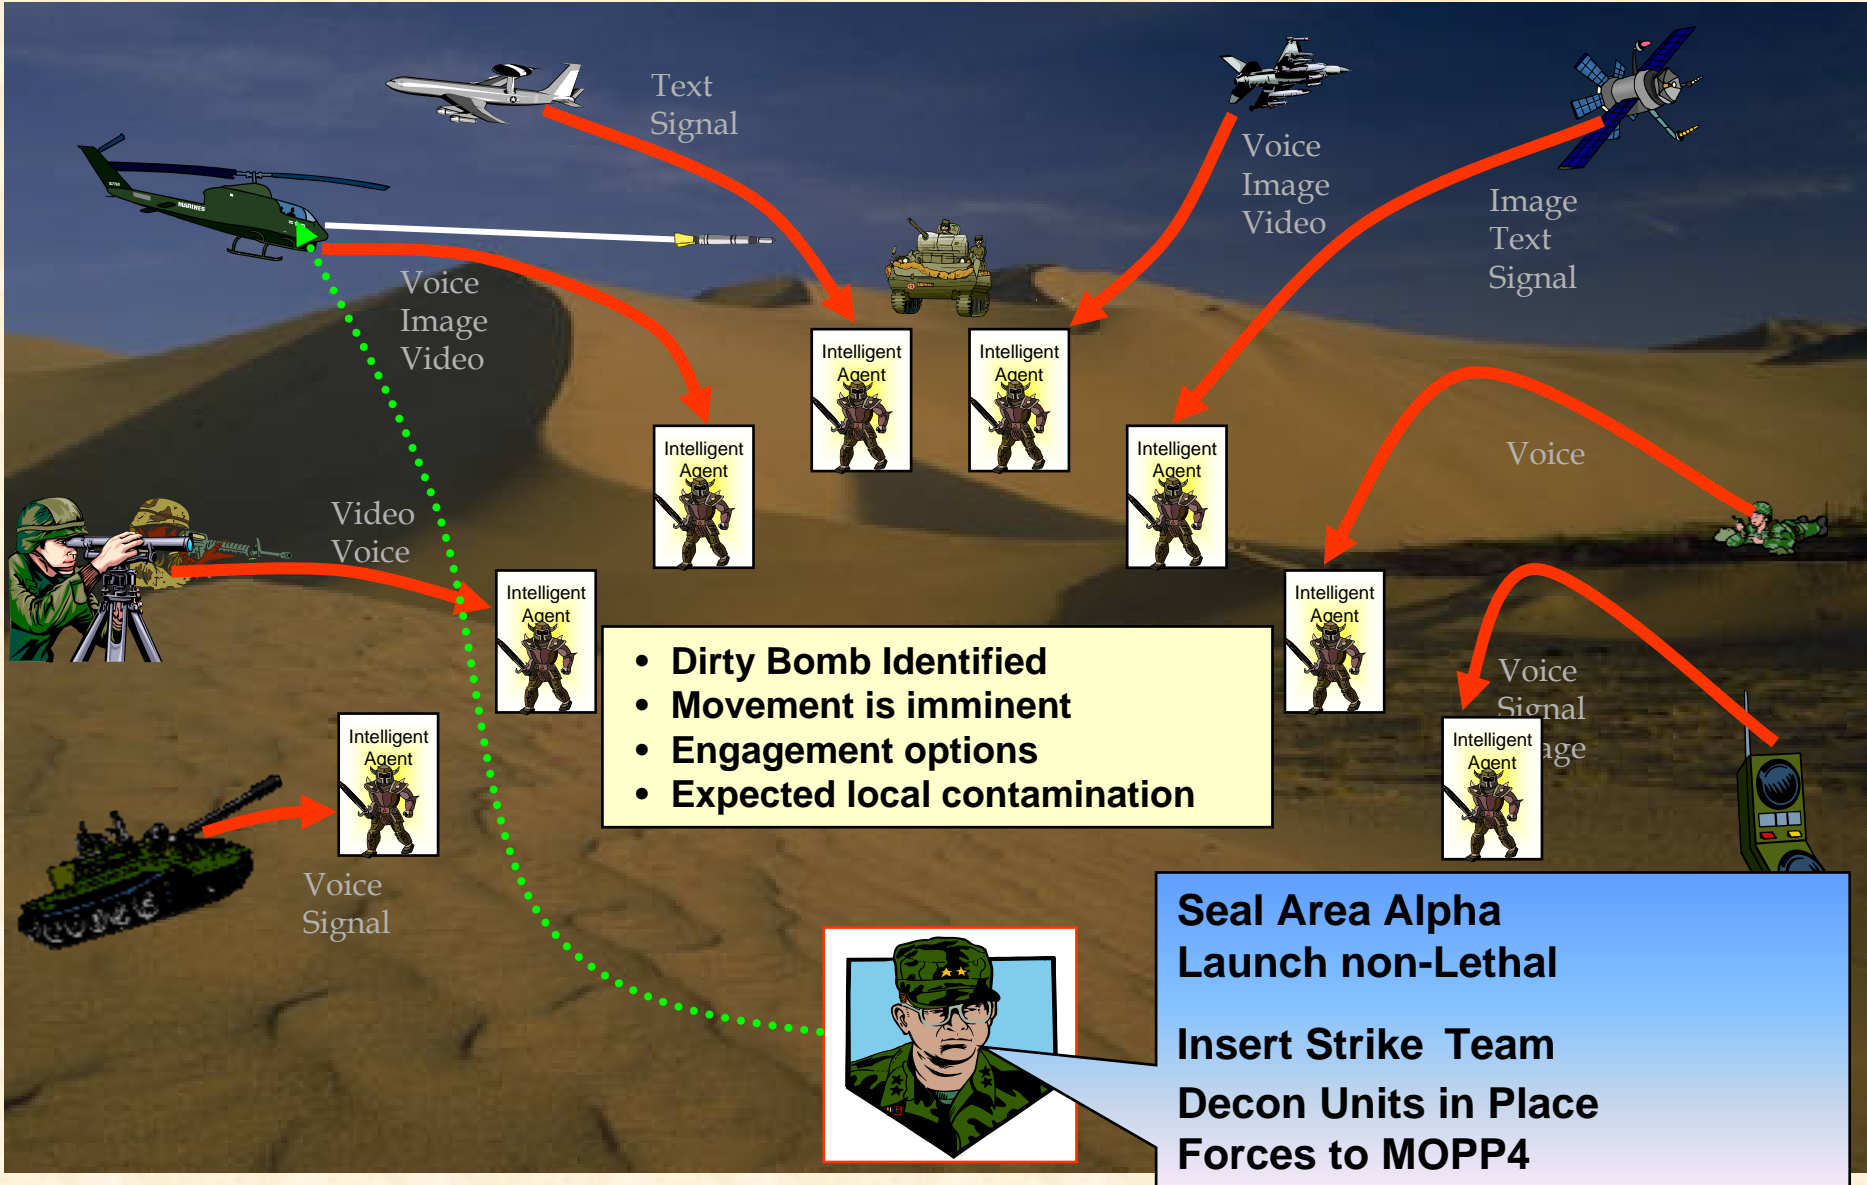 Text
Signal
Voice
Image
Video
Image
Text
Signal
MARINES
Voice
Image
Video
Intelligent
Agent
Intelligent
Agent
Intelligent
Agent
Intelligent
Agent
Voice
Video
Voice
Intelligent
Agent
Intelligent
Agent
• Dirty Bomb Identified
• Movement is imminent
• Engagement options
• Expected local contamination
Voice
Signal
age
Intelligent
Agent
Intelligent
Agent
Voice
Signal
Seal Area Alpha
Launch non-Lethal
Insert Strike Team
Decon Units in Place
Forces to MOPP4